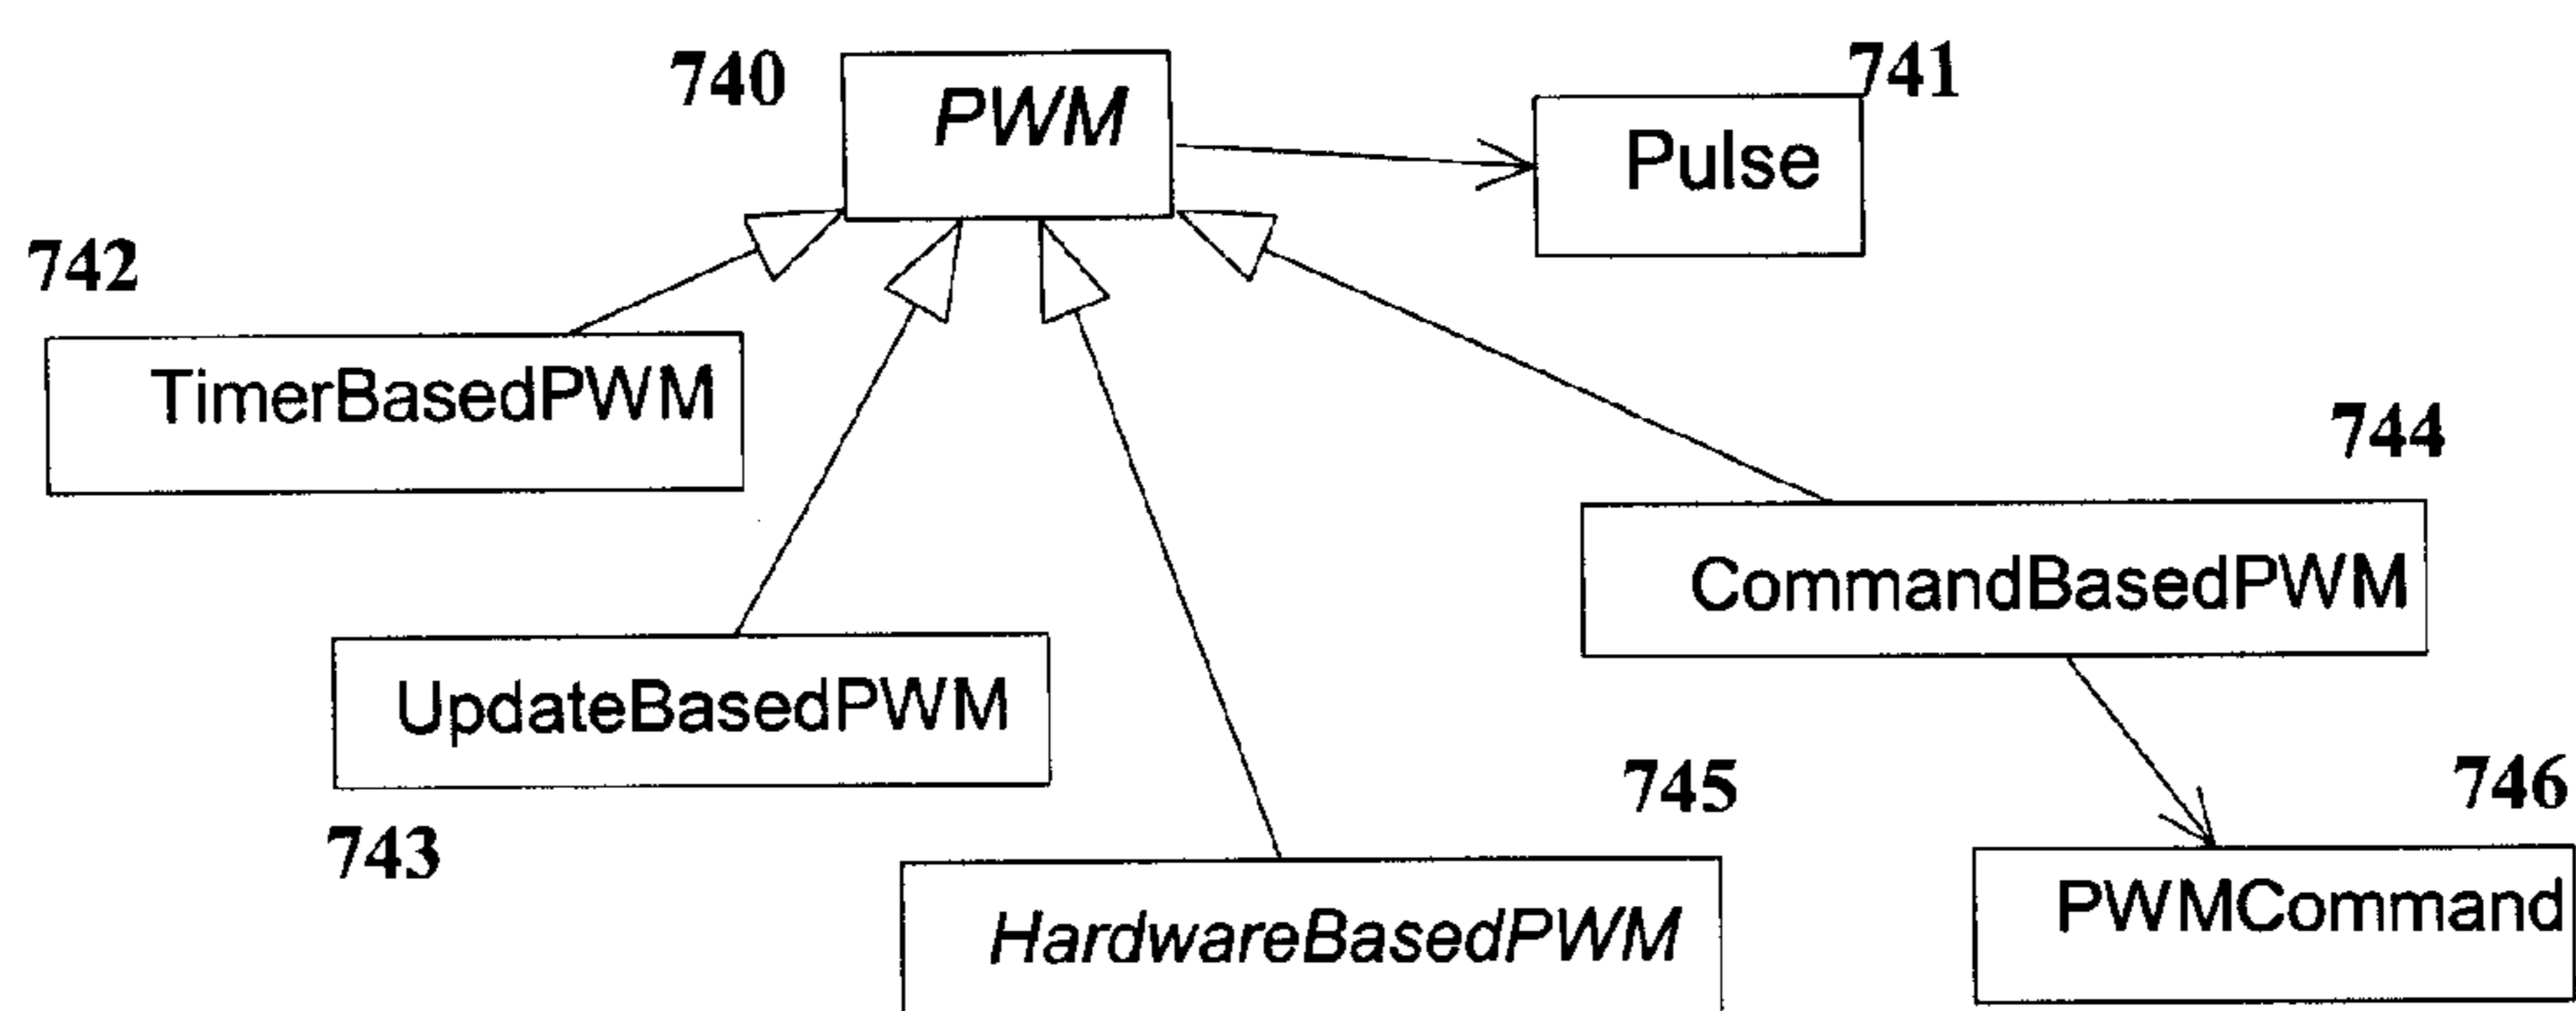 740
PWM
741
Pulse
742
TimerBasedPWM
744
CommandBasedPWM
UpdateBasedPWM
743
745
HardwareBasedPWM
746
PWMCommand